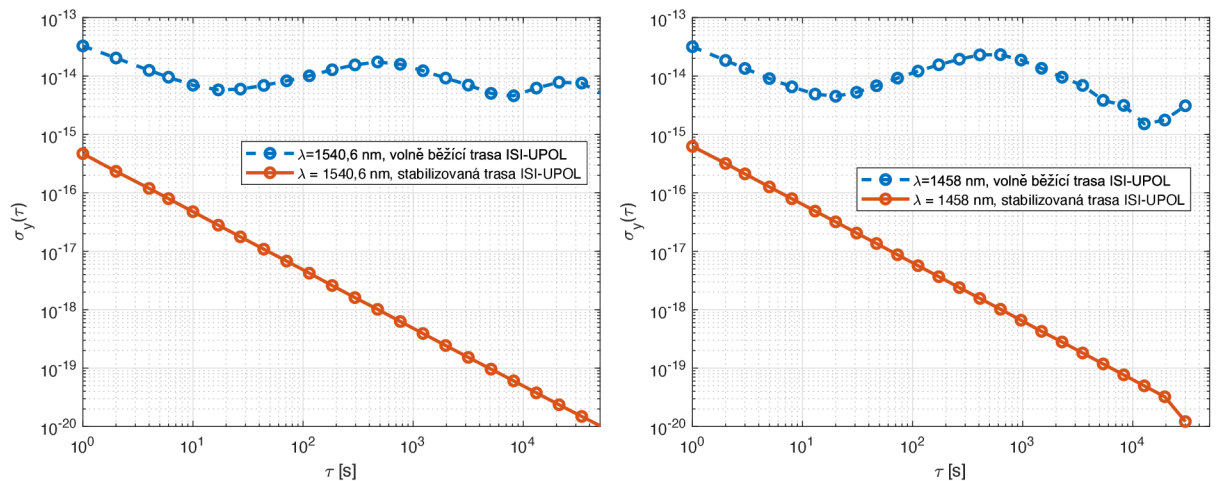 10^-13
10^-14
10^-15
10^-16
10^-17
10^-18
10^-19
10^-20
σ_y(τ)
λ=1540,6 nm, volně běžící trasa ISI-UPOL
λ = 1540,6 nm, stabilizovaná trasa ISI-UPOL
10^0 10^1 10^2 10^3 10^4
τ [s]
10^-13
10^-14
10^-15
10^-16
10^-17
10^-18
10^-19
10^-20
σ_y(τ)
λ=1458 nm, volně běžící trasa ISI-UPOL
λ = 1458 nm, stabilizovaná trasa ISI-UPOL
10^0 10^1 10^2 10^3 10^4
τ [s]